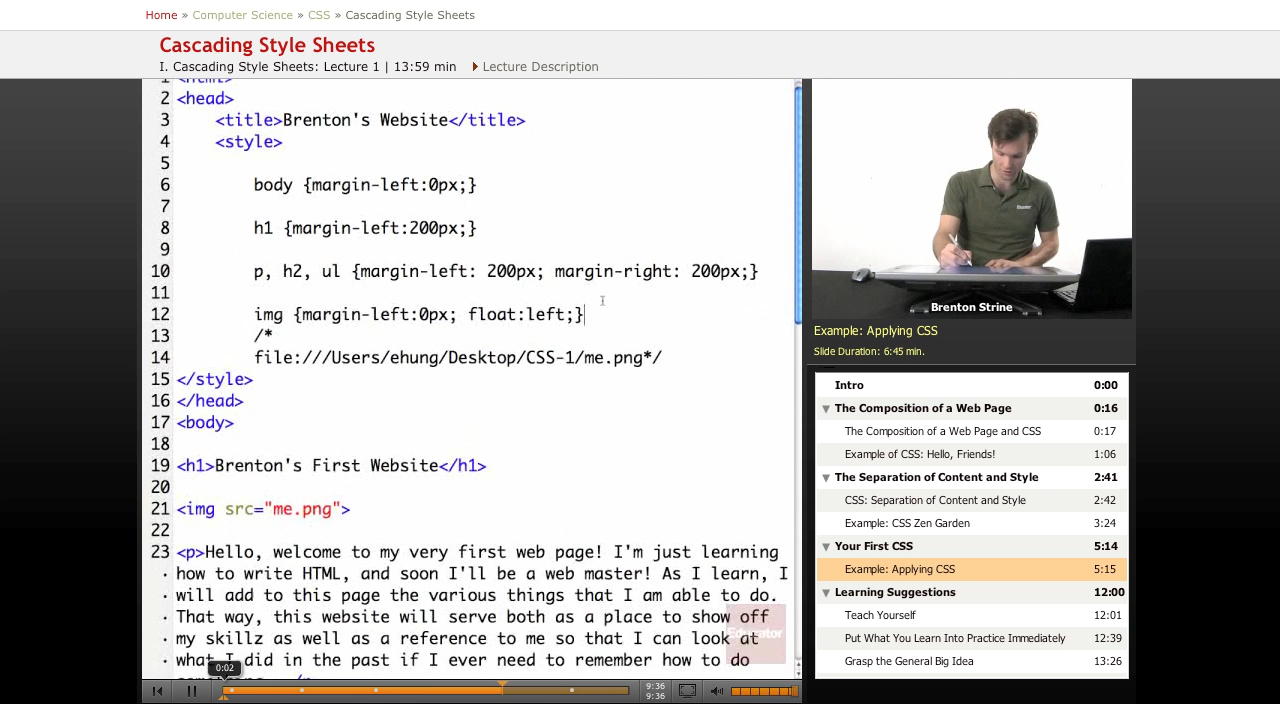 Home » Computer Science » CSS » Cascading Style Sheets
Cascading Style Sheets
I. Cascading Style Sheets: Lecture 1 | 13:59 min Lecture Description
1 <html>
2 <head>
3 <title>Brenton's Website</title>
4 <style>
5
6 body {margin-left:0px;}
7
8 h1 {margin-left:200px;}
9
10 p, h2, ul {margin-left: 200px; margin-right: 200px;}
11
12 img {margin-left:0px; float:left;}
13 /*
14 file:///Users/ehung/Desktop/CSS-1/me.png*/
15 </style>
16 </head>
17 <body>
18
19 <h1>Brenton's First Website</h1>
20
21 <img src="me.png">
22
23 <p>Hello, welcome to my very first web page! I'm just learning
how to write HTML, and soon I'll be a web master! As I learn, I
will add to this page the various things that I am able to do.
That way, this website will serve both as a place to show off
my skillz as well as a reference to me so that I can look at
what I did in the past if I ever need to remember how to do
Educator
0:02
9:36
9:36
Brenton Strine
Example: Applying CSS
Slide Duration: 6:45 min.
Intro 0:00
The Composition of a Web Page 0:16
The Composition of a Web Page and CSS 0:17
Example of CSS: Hello, Friends! 1:06
The Separation of Content and Style 2:41
CSS: Separation of Content and Style 2:42
Example: CSS Zen Garden 3:24
Your First CSS 5:14
Example: Applying CSS 5:15
Learning Suggestions 12:00
Teach Yourself 12:01
Put What You Learn Into Practice Immediately 12:39
Grasp the General Big Idea 13:26